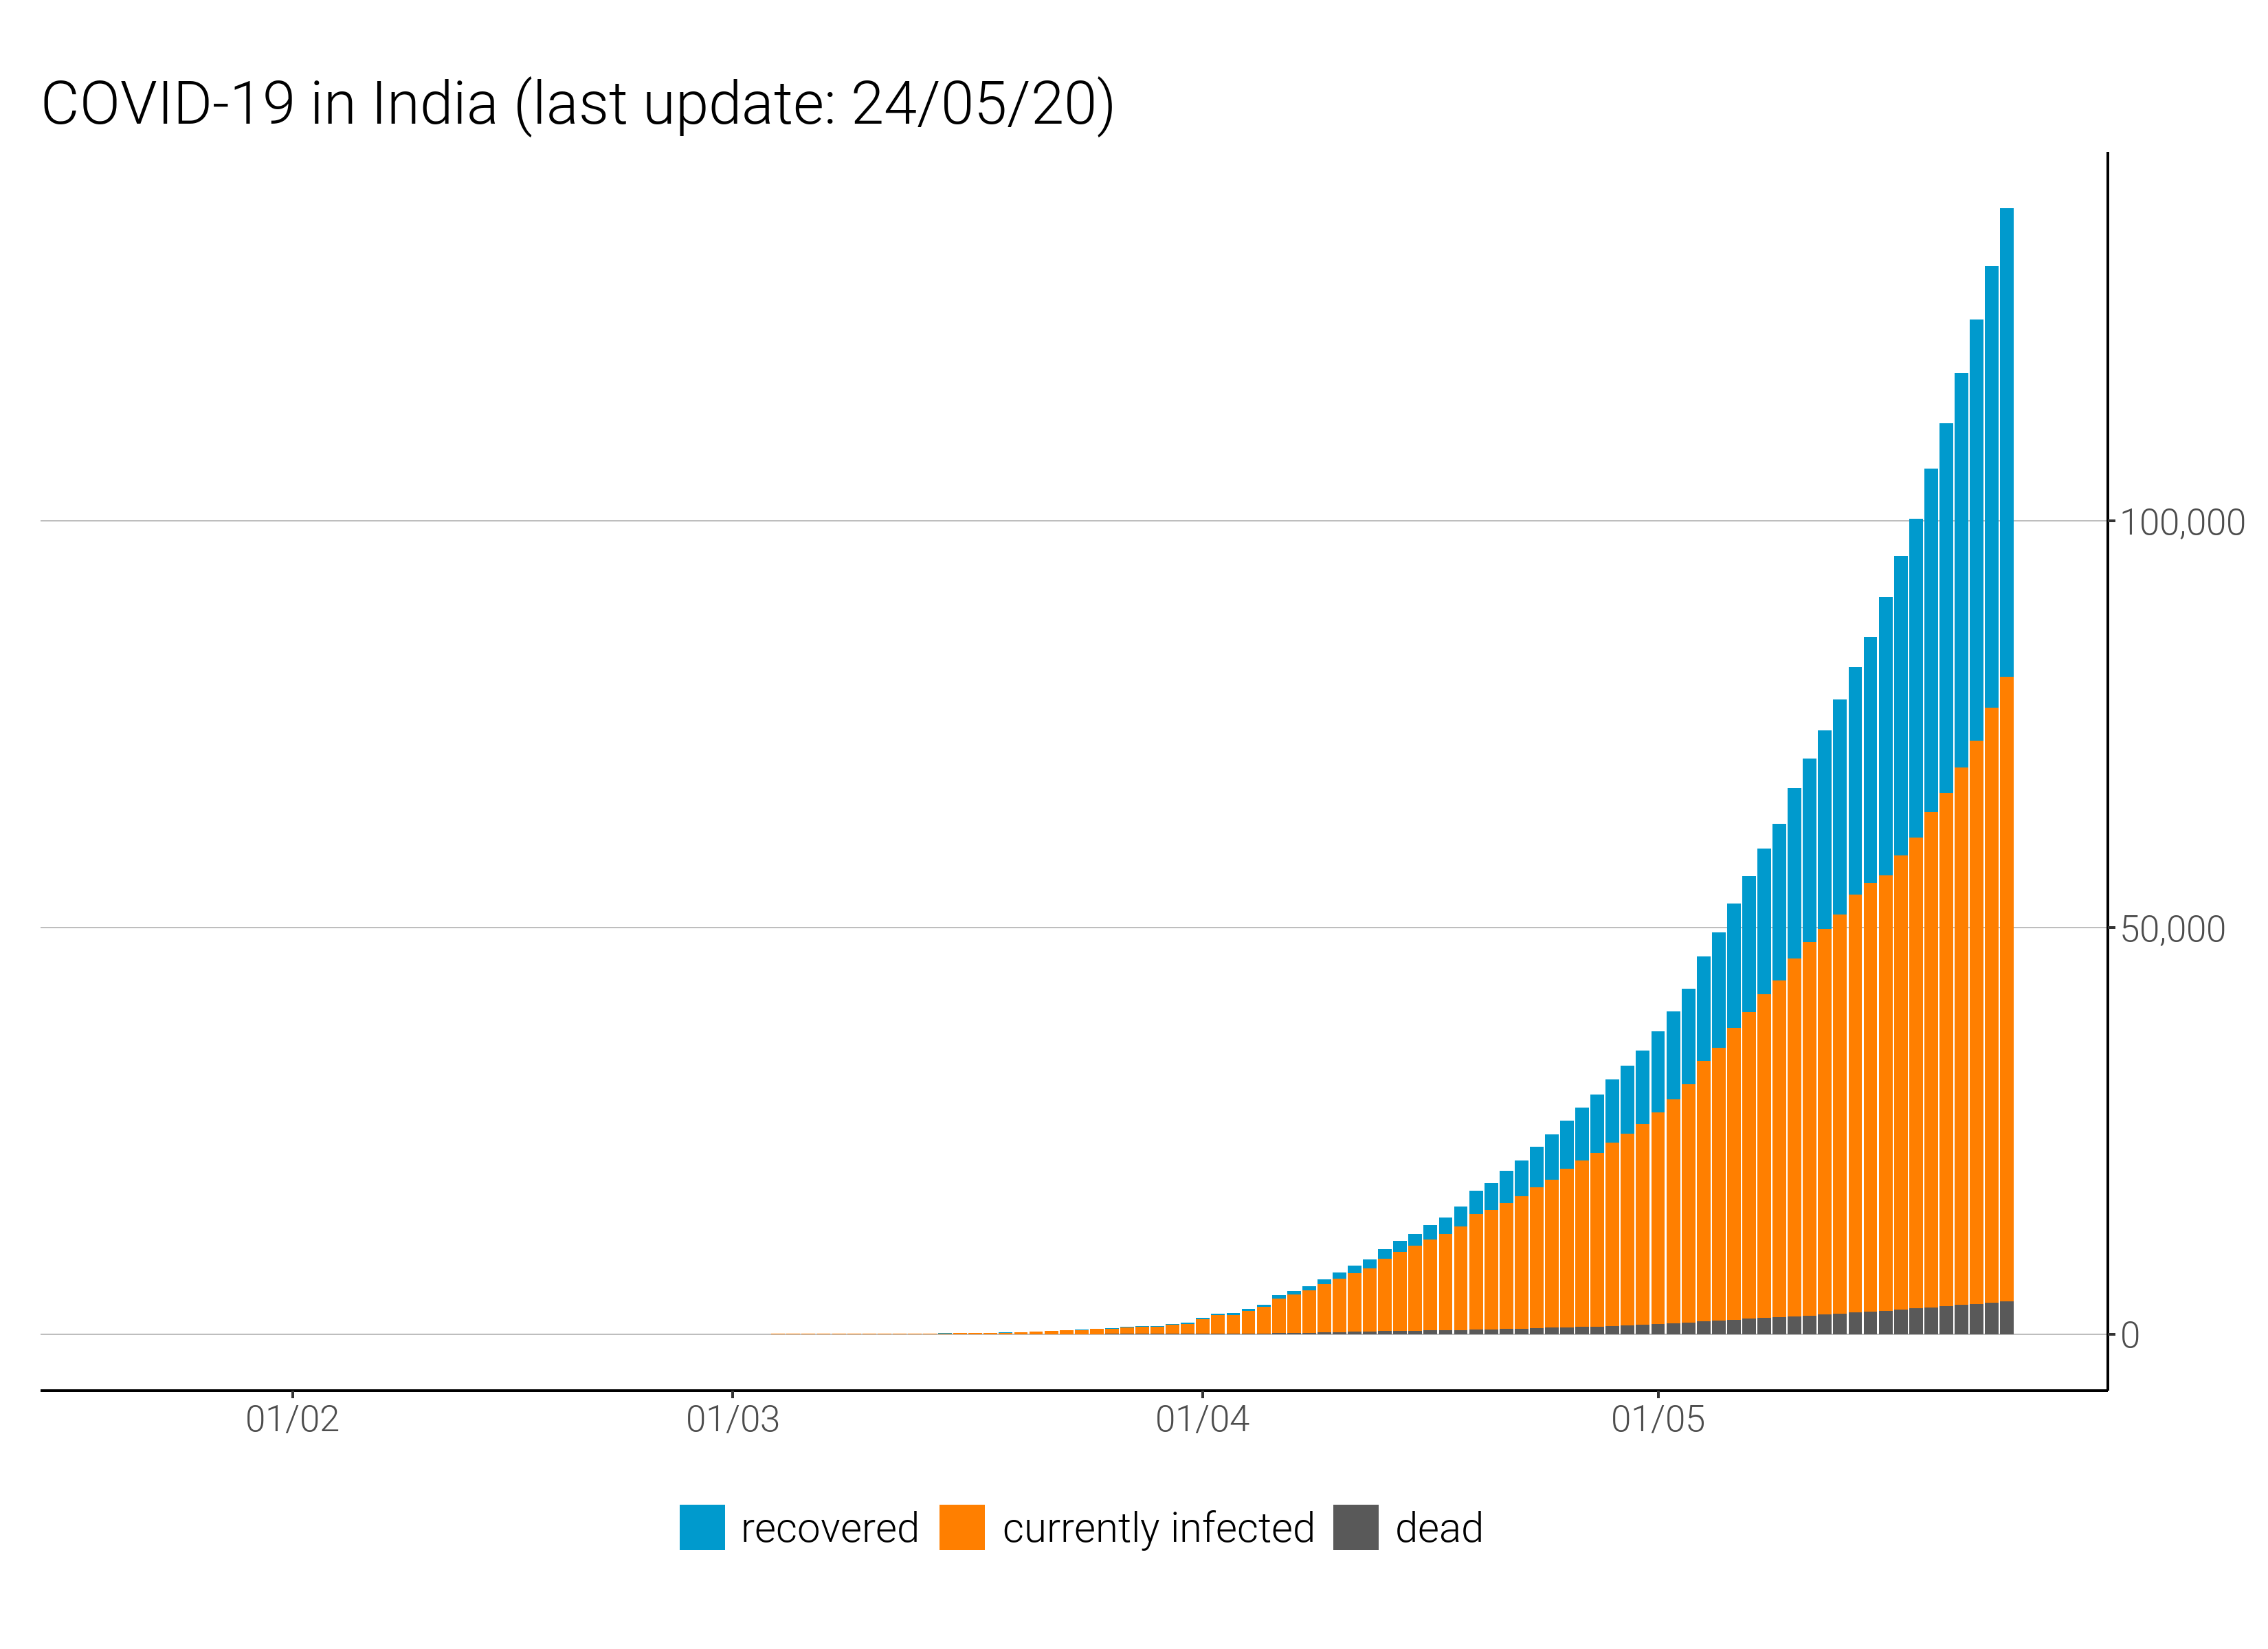 COVID-19 in India (last update: 24/05/20)
100,000
50,000
0
01/02 01/03 01/04 01/05
recovered currently infected dead